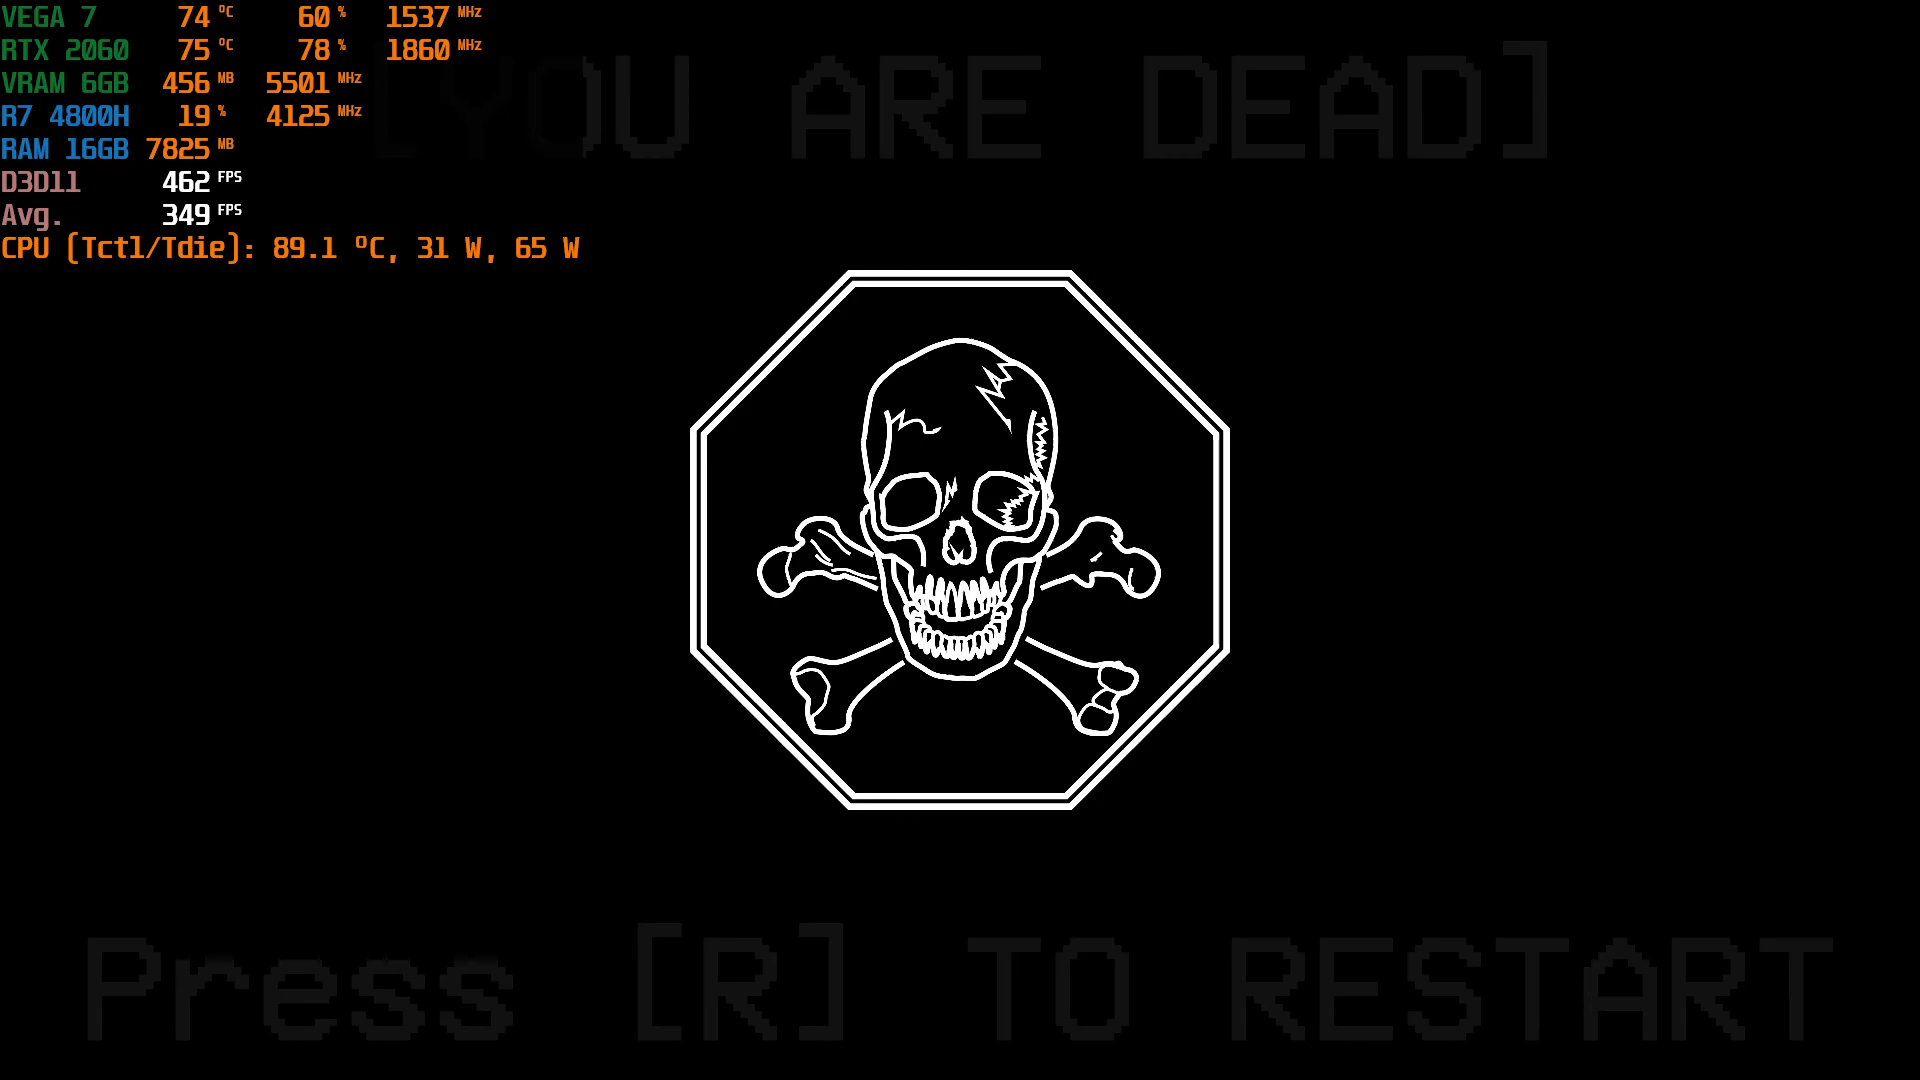 VEGA 7 74 °C 60 % 1537 MHz
RTX 2060 75 °C 78 % 1860 MHz
VRAM 6GB 456 MB 5501 MHz
R7 4800H 19 % 4125 MHz
RAM 16GB 7825 MB
D3D11 462 FPS
Avg. 349 FPS
CPU [Tctl/Tdie]: 89.1 °C, 31 W, 65 W
[YOU ARE DEAD]
Press [R] TO RESTART